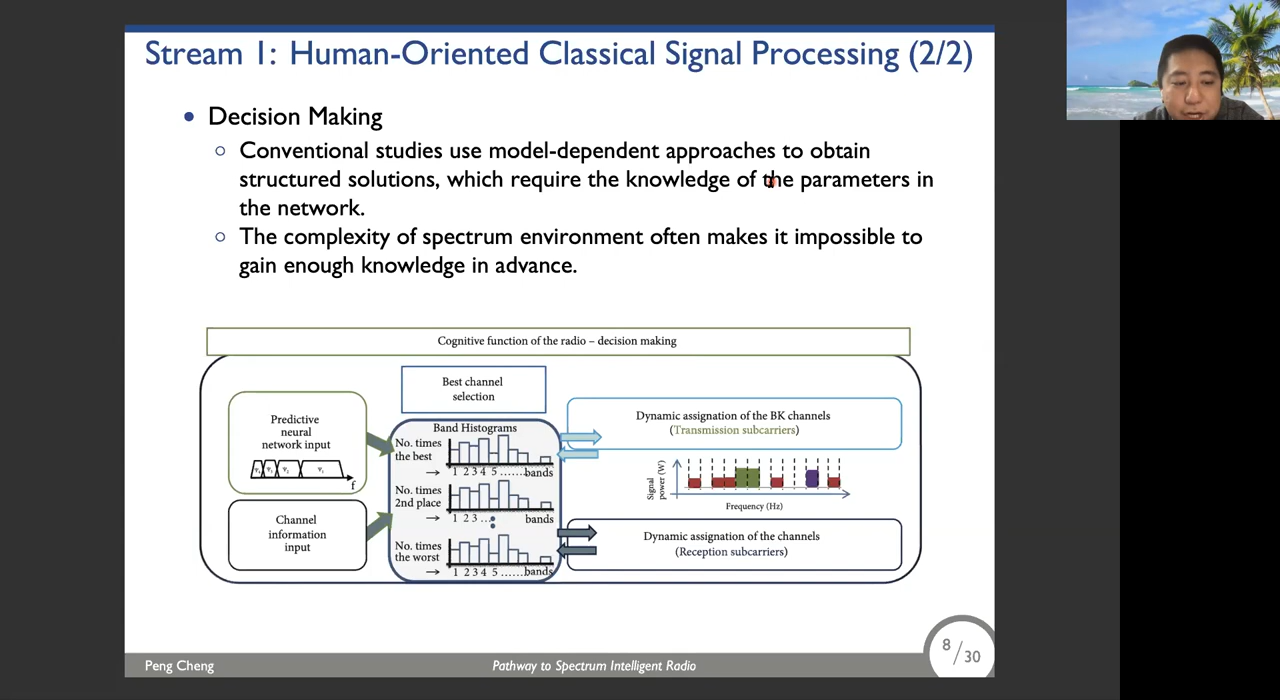 Stream 1: Human-Oriented Classical Signal Processing (2/2)
Decision Making
Conventional studies use model-dependent approaches to obtain
structured solutions, which require the knowledge of the parameters in
the network.
The complexity of spectrum environment often makes it impossible to
gain enough knowledge in advance.
Cognitive function of the radio – decision making
Predictive
neural
network input
f
Channel
information
input
Best channel
selection
Band Histograms
No. times
the best
→ 1 2 3 4 5 ......bands
No. times
2nd place
→ 1 2 3 ... bands
No. times
the worst
→ 1 2 3 4 5 ......bands
Dynamic assignation of the BK channels
(Transmission subcarriers)
Signal
power (W)
Frequency (Hz)
Dynamic assignation of the channels
(Reception subcarriers)
Peng Cheng
Pathway to Spectrum Intelligent Radio
8/30